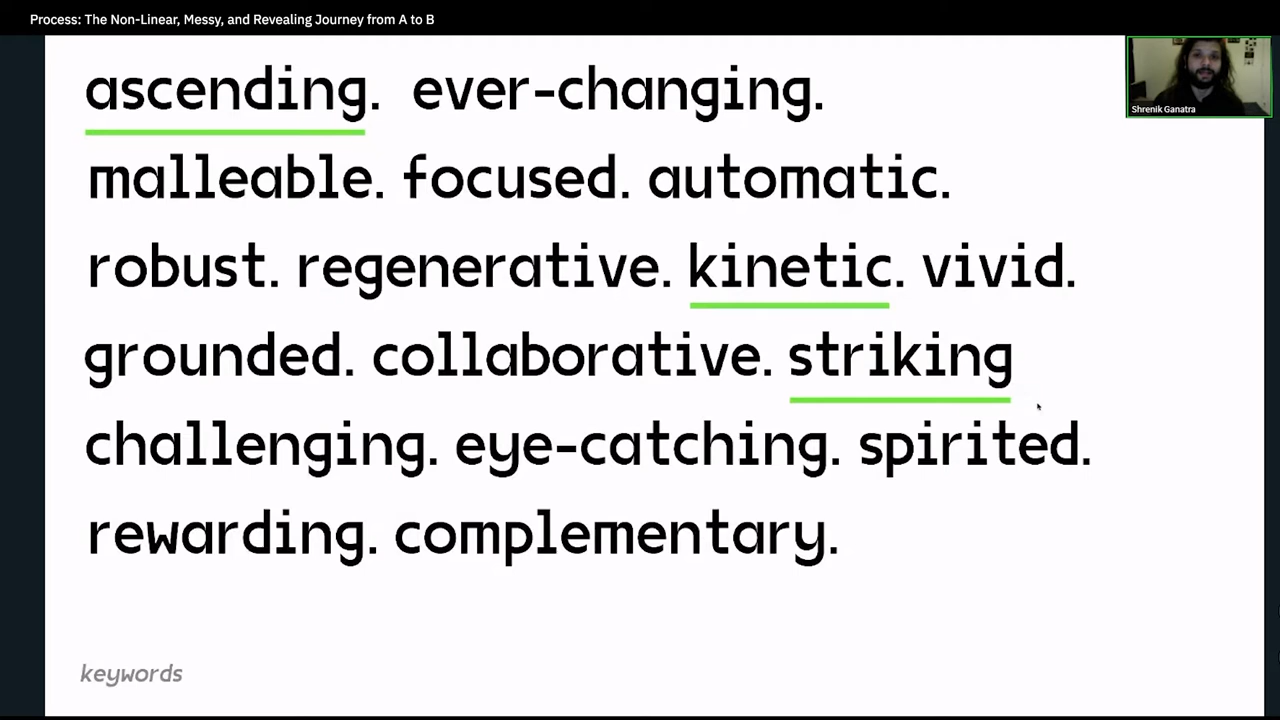 Process: The Non-Linear, Messy, and Revealing Journey from A to B
Shrenik Ganatra
ascending. ever-changing.
malleable. focused. automatic.
robust. regenerative. kinetic. vivid.
grounded. collaborative. striking
challenging. eye-catching. spirited.
rewarding. complementary.
keywords